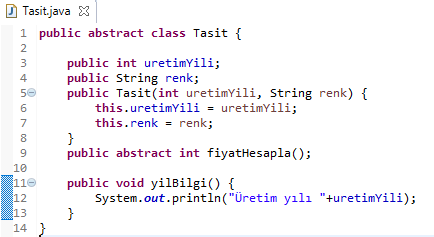 Tasit.java
1 public abstract class Tasit {
2
3     public int uretimYili;
4     public String renk;
5     public Tasit(int uretimYili, String renk) {
6         this.uretimYili = uretimYili;
7         this.renk = renk;
8     }
9     public abstract int fiyatHesapla();
10
11     public void yilBilgi() {
12         System.out.println("Üretim yılı "+uretimYili);
13     }
14 }